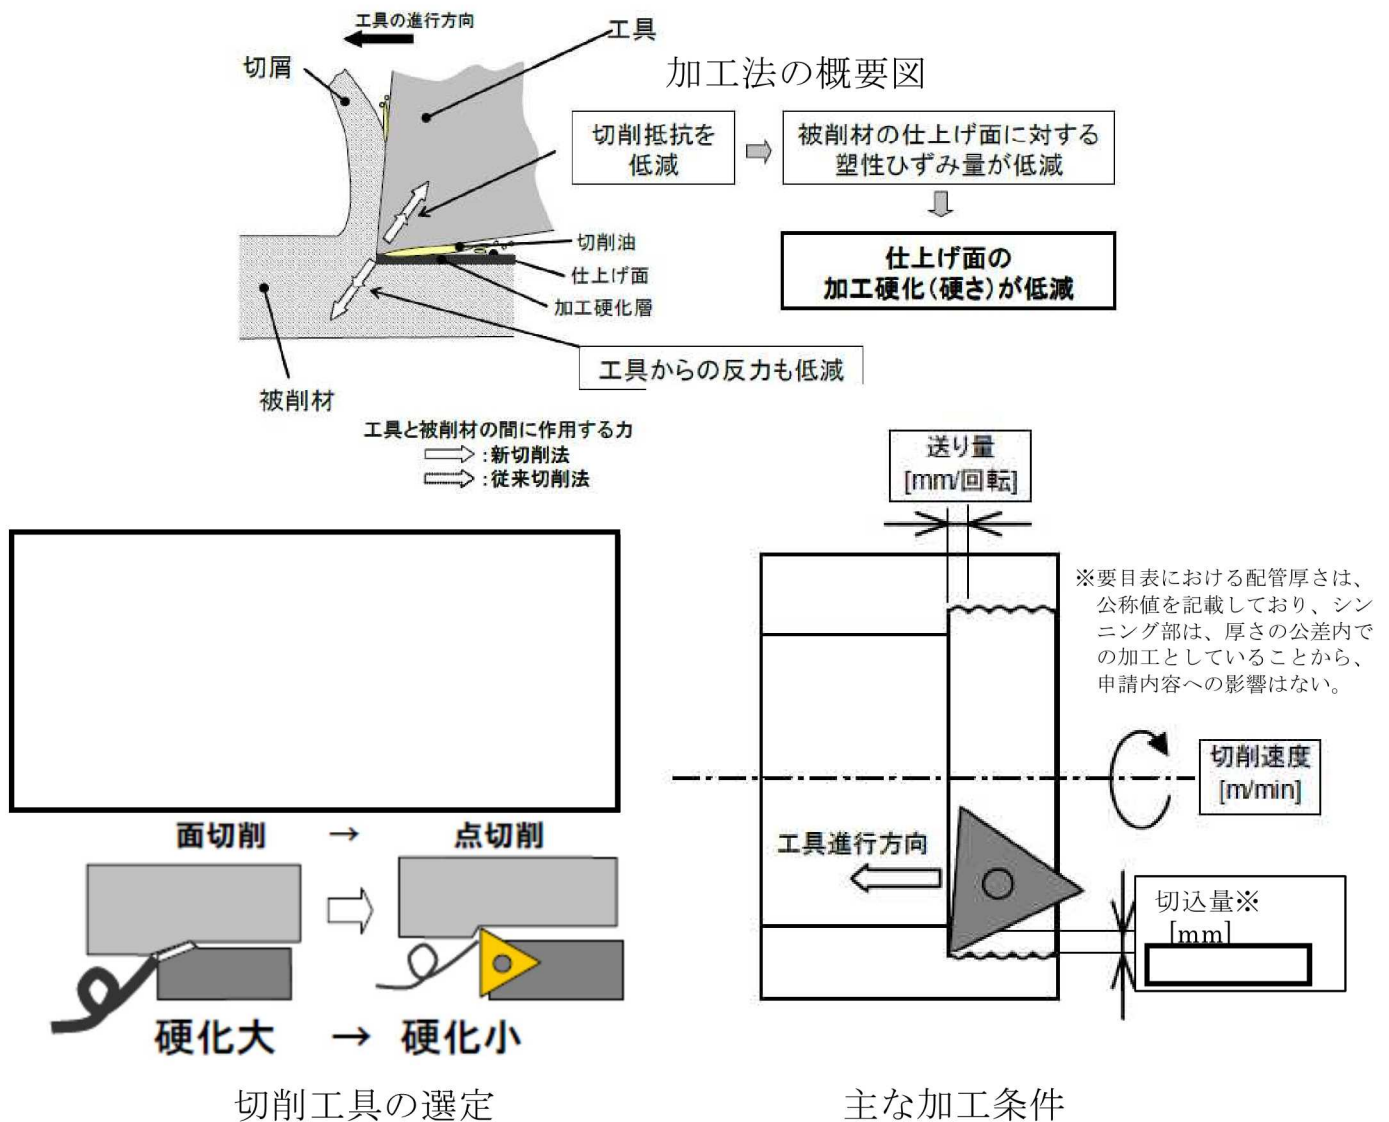 工具の進行方向
工具
切屑
加工法の概要図
切削抵抗を
低減
被削材の仕上げ面に対する
塑性ひずみ量が低減
仕上げ面の
加工硬化(硬さ)が低減
切削油
仕上げ面
加工硬化層
工具からの反力も低減
被削材
工具と被削材の間に作用する力
:新切削法
:従来切削法
送り量
[mm/回転]
※要目表における配管厚さは、
公称値を記載しており、シン
ニング部は、厚さの公差内で
の加工としていることから、
申請内容への影響はない。
切削速度
[m/min]
工具進行方向
切込量※
[mm]
面切削 → 点切削
硬化大 → 硬化小
切削工具の選定
主な加工条件